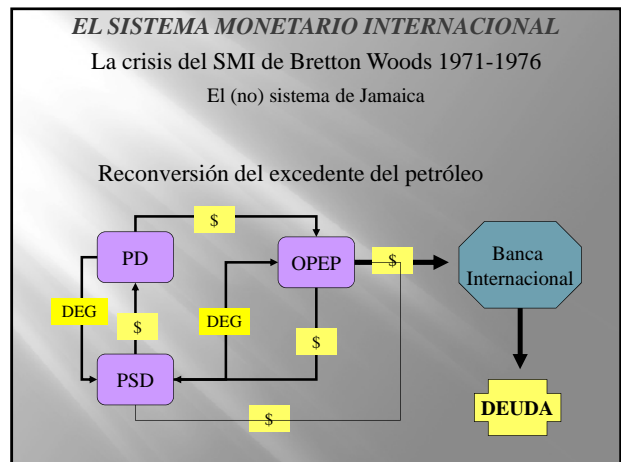 EL SISTEMA MONETARIO INTERNACIONAL
La crisis del SMI de Bretton Woods 1971-1976
El (no) sistema de Jamaica
Reconversión del excedente del petróleo
$
PD
OPEP
$
Banca
Internacional
DEG
$
DEG
$
PSD
$
DEUDA